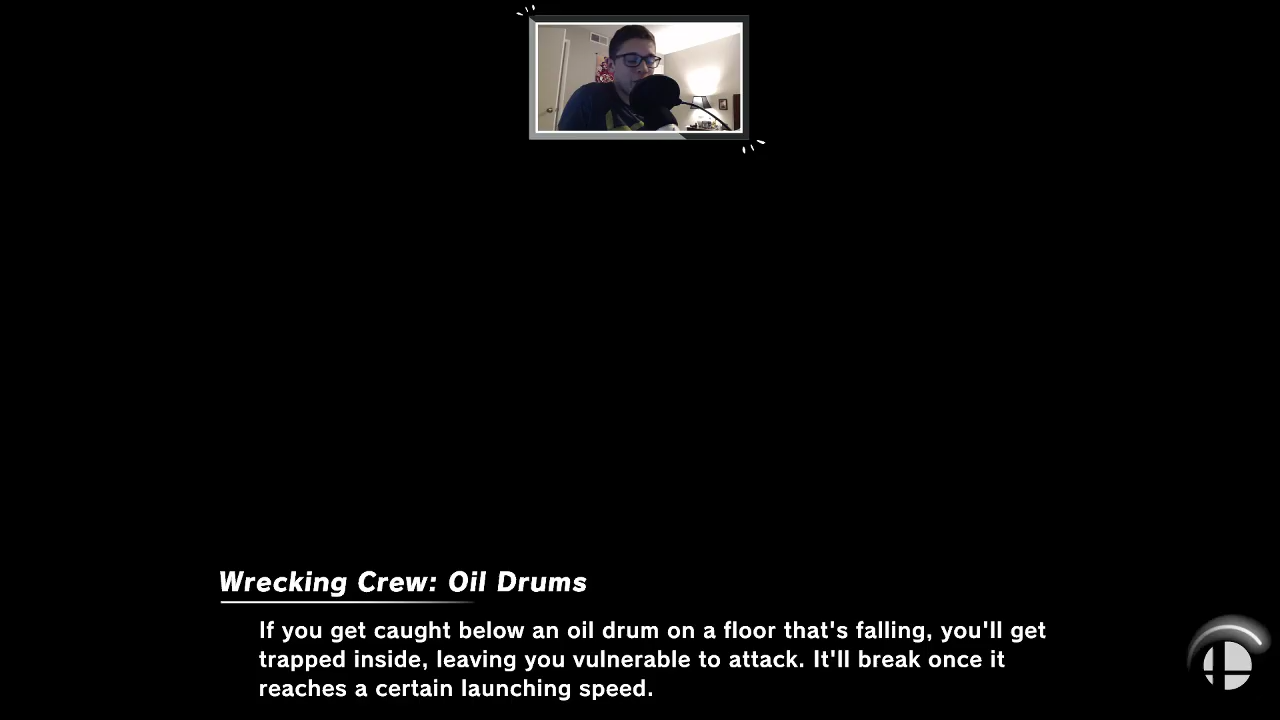 Wrecking Crew: Oil Drums
If you get caught below an oil drum on a floor that's falling, you'll get
trapped inside, leaving you vulnerable to attack. It'll break once it
reaches a certain launching speed.